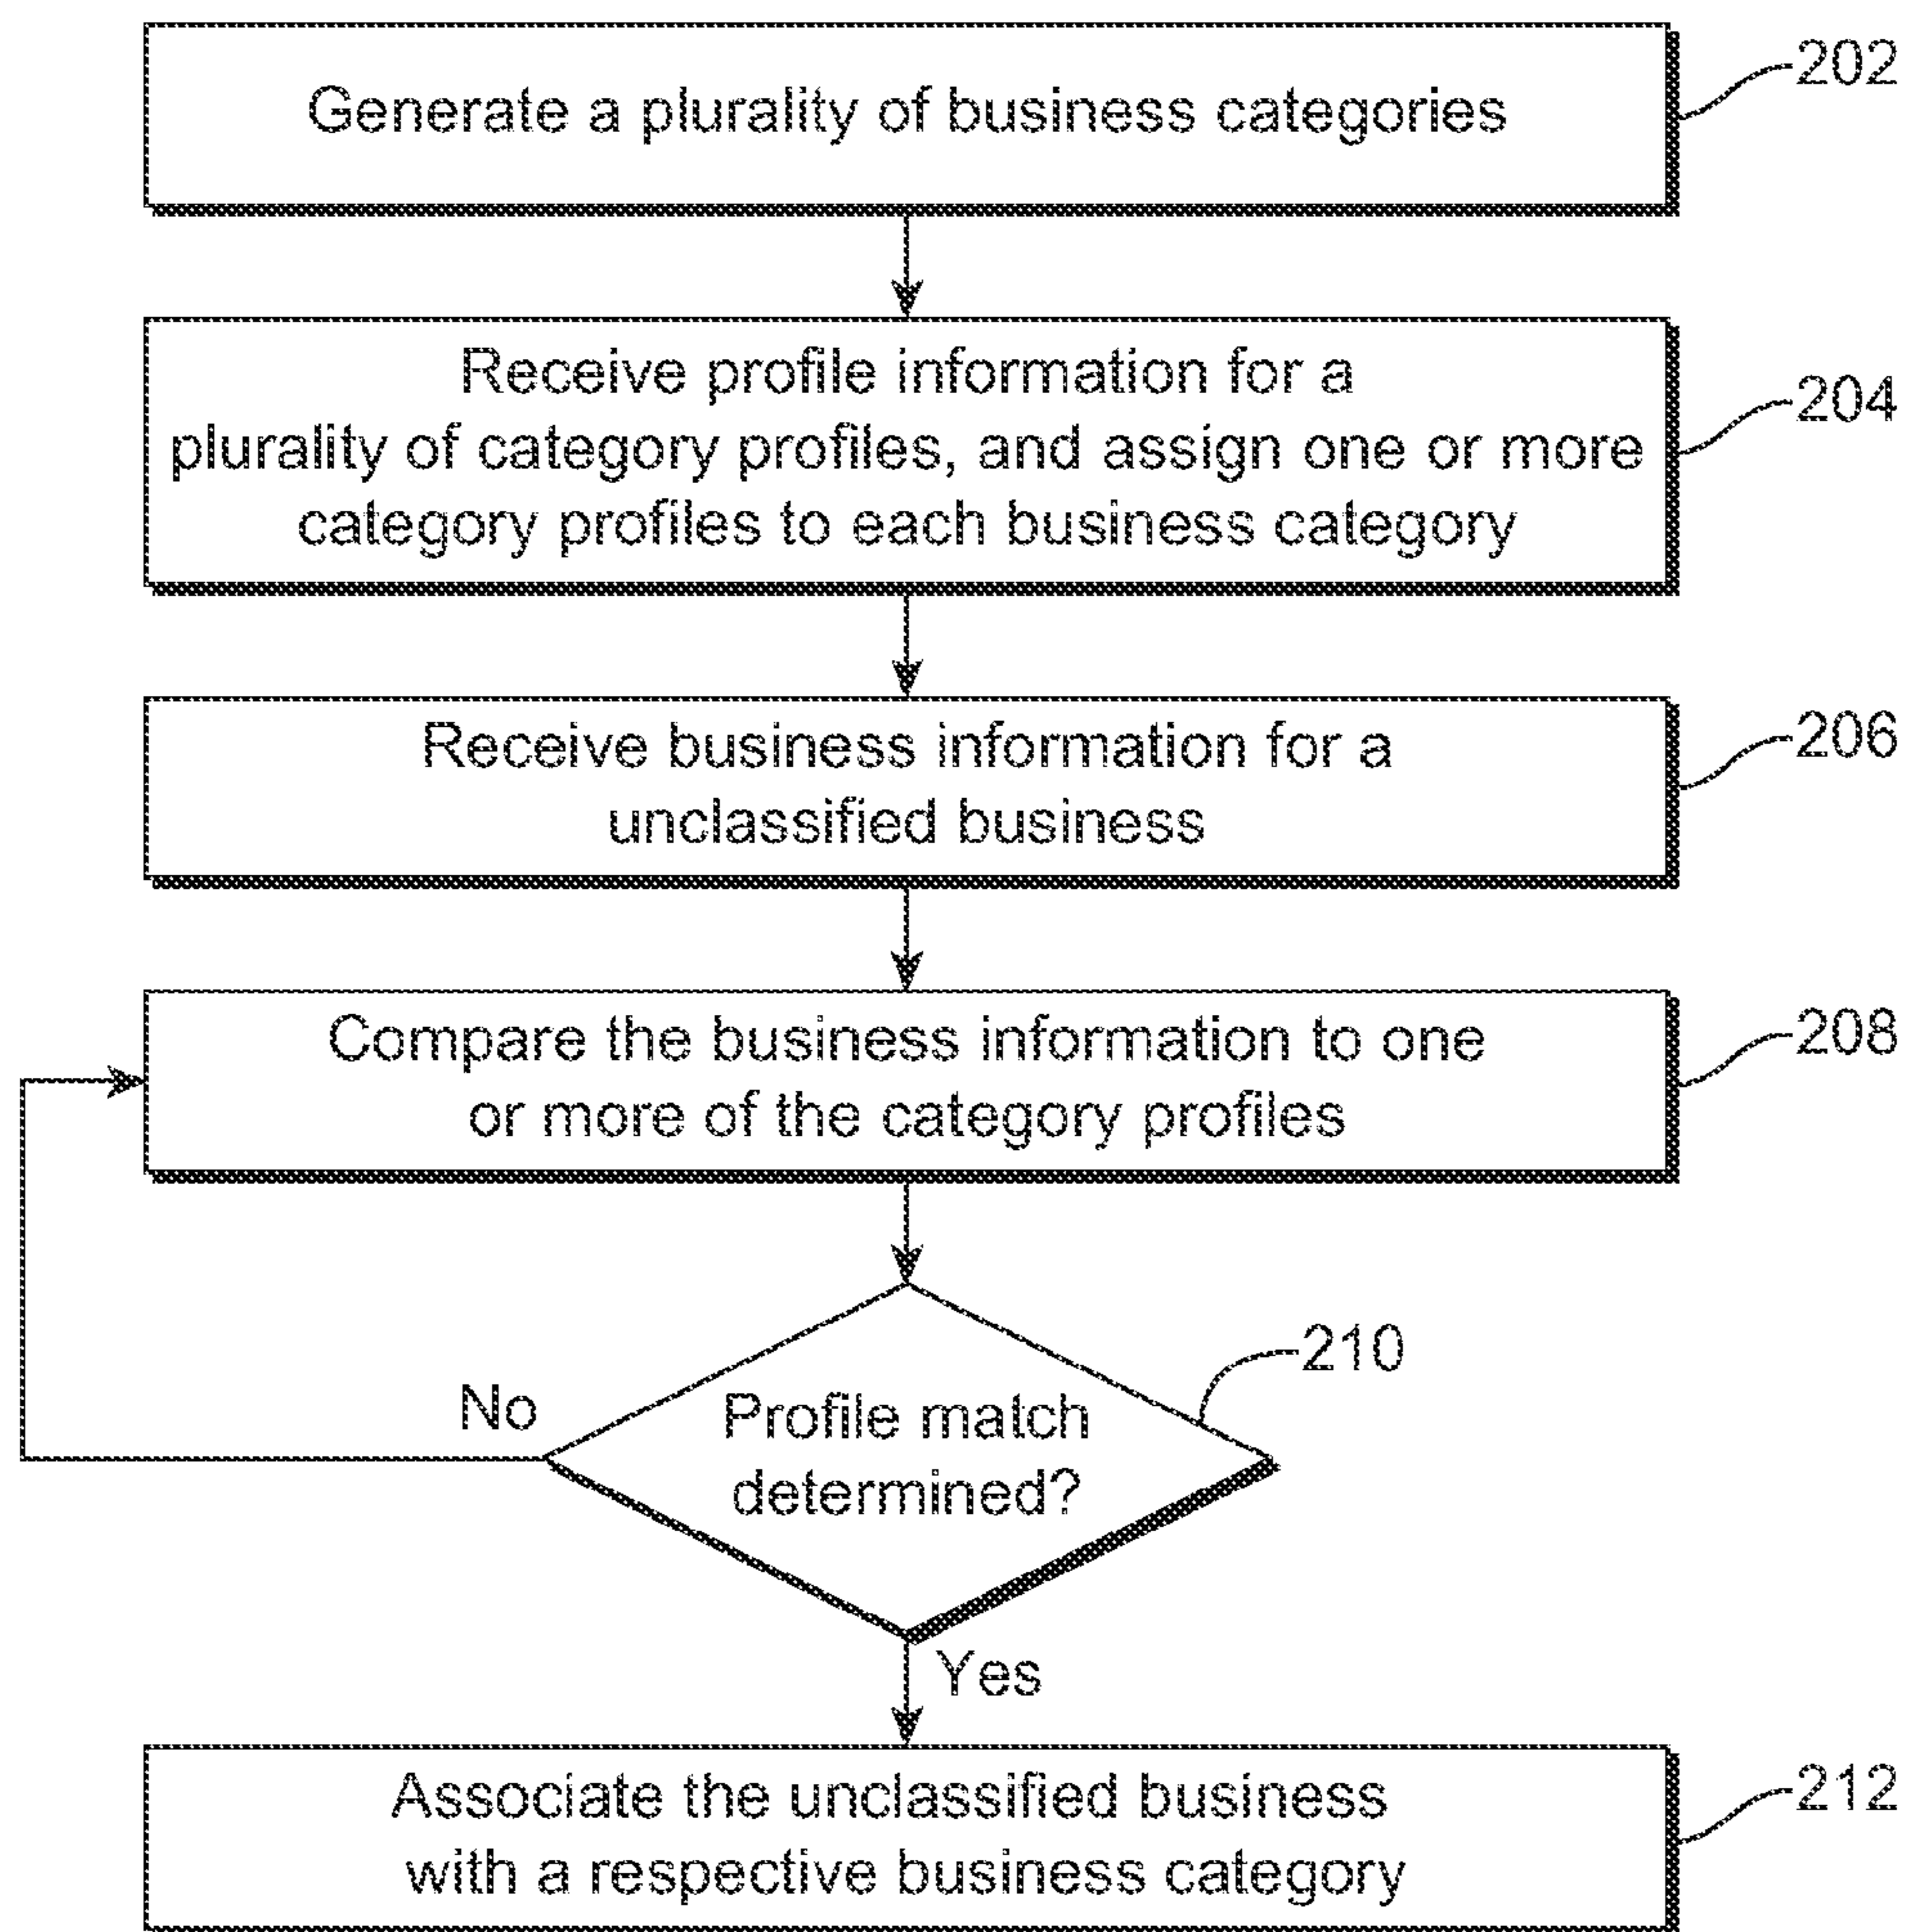 Generate a plurality of business categories
202
Receive profile information for a
plurality of category profiles, and assign one or more
category profiles to each business category
204
Receive business information for a
unclassified business
206
Compare the business information to one
or more of the category profiles
208
Profile match
determined?
210
No
Yes
Associate the unclassified business
with a respective business category
212